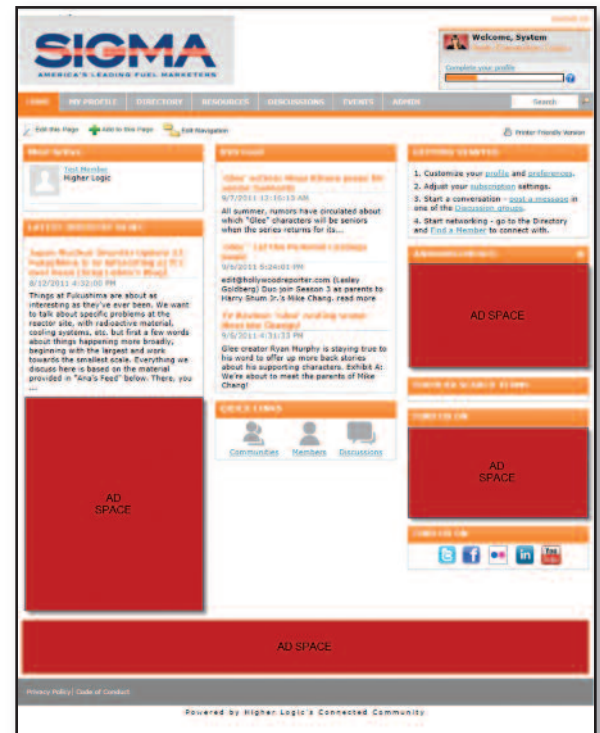 SIGMA
AMERICA'S LEADING FUEL MARKETERS
Welcome, System
Complete your profile
HOME MY PROFILE DIRECTORY RESOURCES DISCUSSIONS EVENTS ADMIN
Search
Edit this Page Add to this Page Edit Navigation
Printer Friendly Version
Most Active
Test Member
Higher Logic
9/7/2011 12:16:13 AM
All summer, rumors have circulated about
which "Glee" characters will be seniors
when the series returns for its...
9/6/2011 5:24:01 PM
edit@hollywoodreporter.com (Lesley
Goldberg) Duo join Season 3 as parents to
Harry Shum Jr.'s Mike Chang. read more
9/6/2011 4:31:33 PM
Glee creator Ryan Murphy is staying true to
his word to offer up more back stories
about his supporting characters. Exhibit A:
We're about to meet the parents of Mike
Chang!
QUICK LINKS
Communities Members Discussions
GETTING STARTED
1. Customize your profile and preferences.
2. Adjust your subscription settings.
3. Start a conversation - post a message in
one of the Discussion groups.
4. Start networking - go to the Directory
and Find a Member to connect with.
AD SPACE
FIND US ON
AD
SPACE
FIND US ON
8/12/2011 4:32:00 PM
Things at Fukushima are about as
interesting as they've ever been. We want
to talk about specific problems at the
reactor site, with radioactive material,
cooling systems, etc. but first a few words
about things happening more broadly,
beginning with the largest and work
towards the smallest scale. Everything we
discuss here is based on the material
provided in "Ana's Feed" below. There, you
...
AD
SPACE
AD SPACE
Privacy Policy | Code of Conduct
Powered by Higher Logic's Connected Community